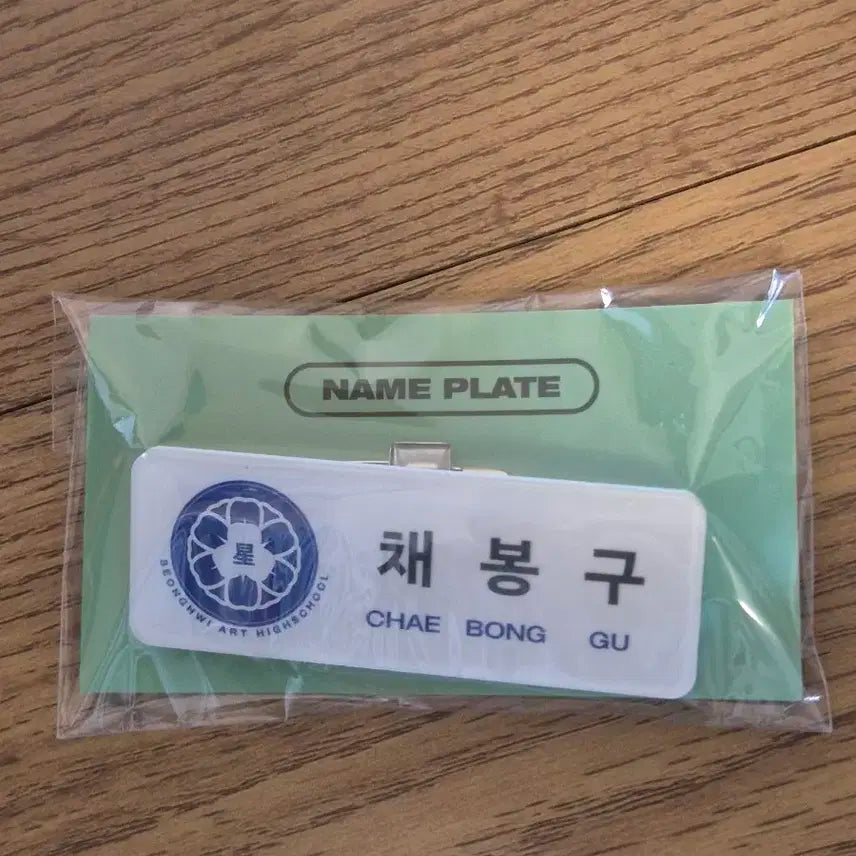 NAME PLATE
星
SEONGHWI ART HIGHSCHOOL
채 봉 구
CHAE BONG GU